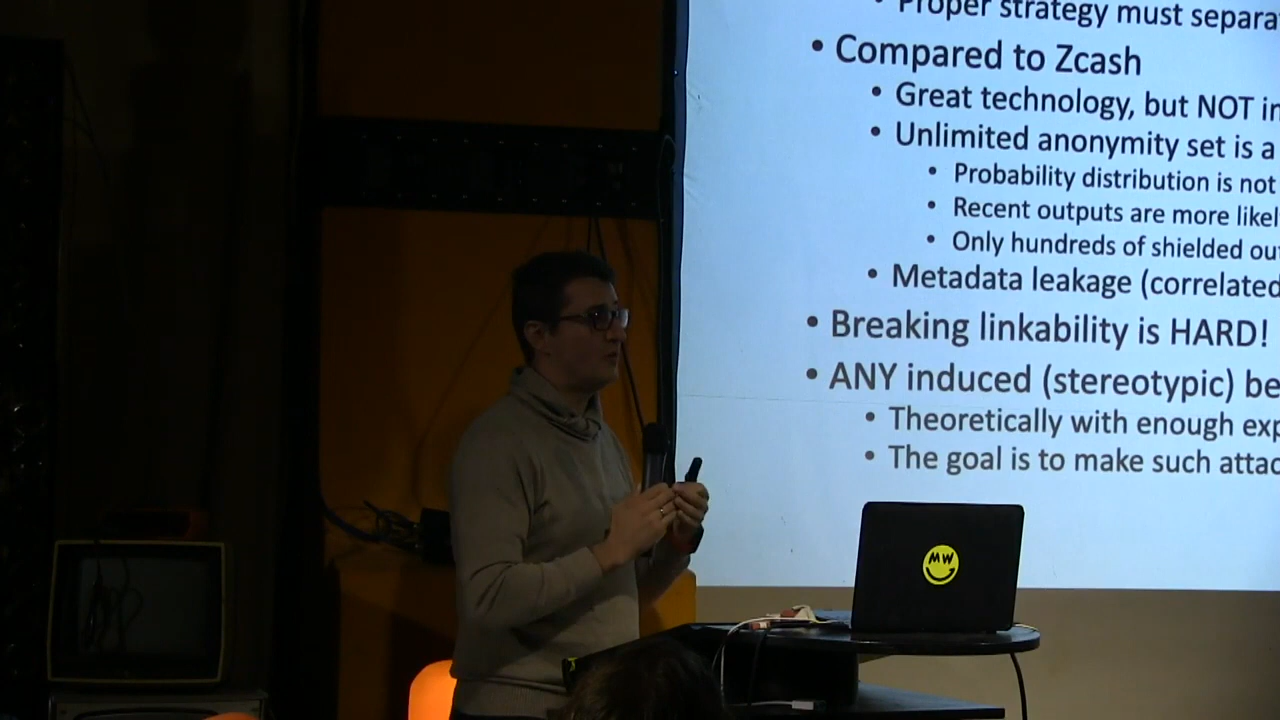 Proper strategy must separa
• Compared to Zcash
• Great technology, but NOT in
• Unlimited anonymity set is a
• Probability distribution is not
• Recent outputs are more likel
• Only hundreds of shielded ou
• Metadata leakage (correlated
• Breaking linkability is HARD!
• ANY induced (stereotypic) be
• Theoretically with enough exp
• The goal is to make such attac
MW